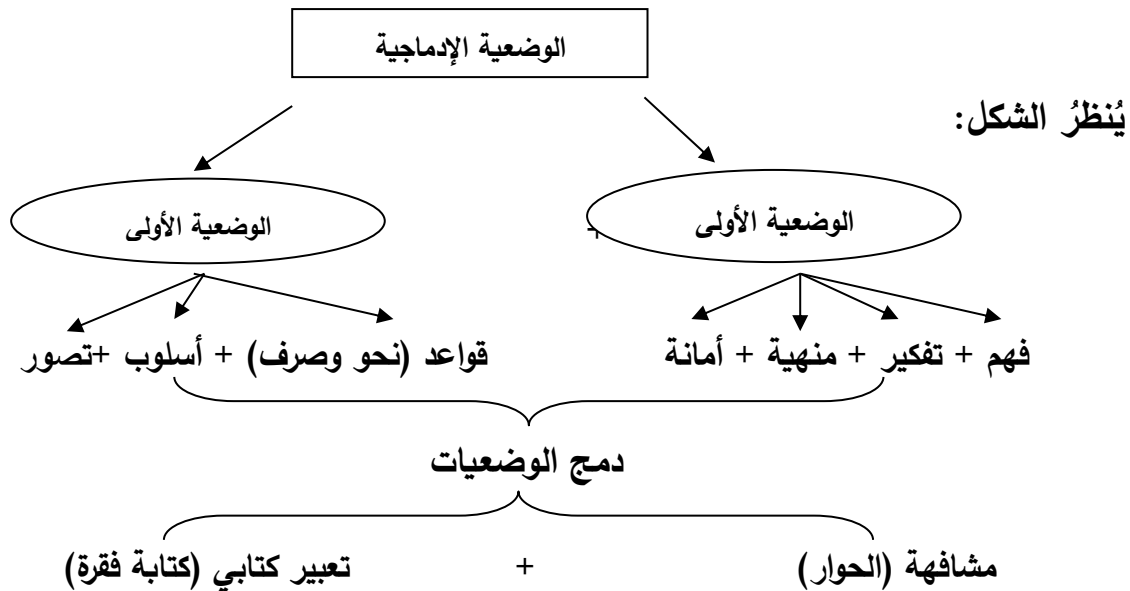 الوضعية الإدماجية
يُنظرُ الشكل:
الوضعية الأولى + الوضعية الأولى
فهم + تفكير + منهية + أمانة قواعد (نحو وصرف) + أسلوب +تصور
دمج الوضعيات
مشافهة (الحوار) + تعبير كتابي (كتابة فقرة)